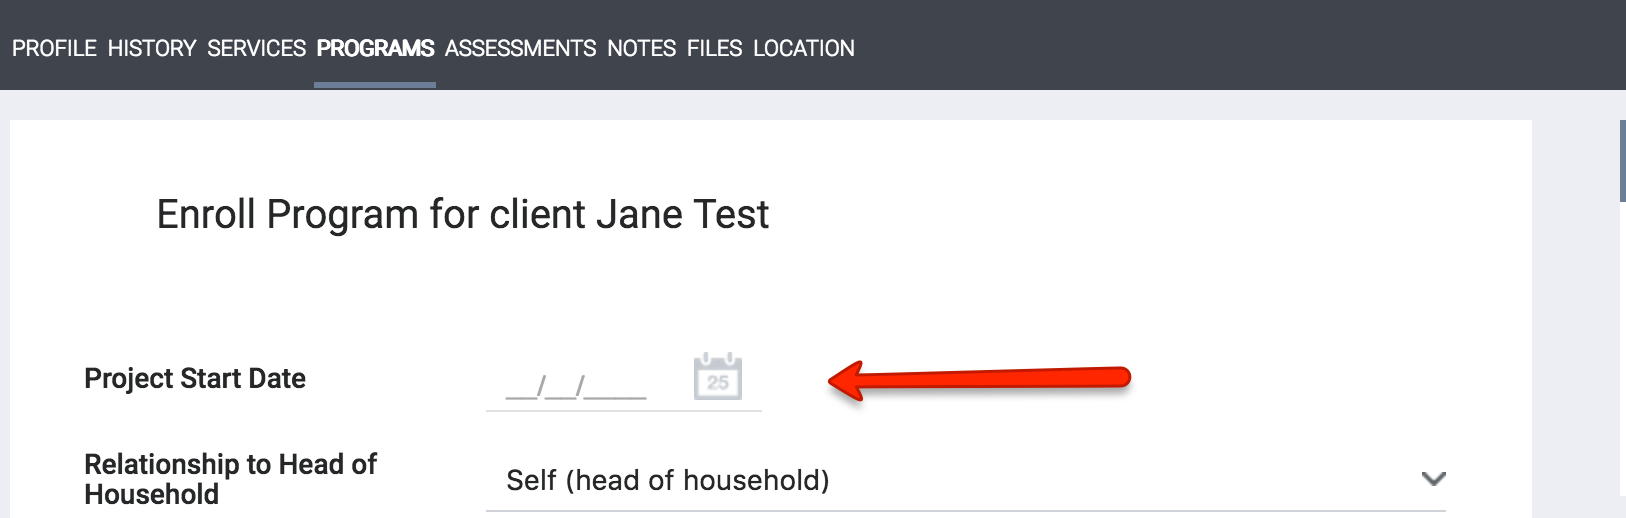 PROFILE HISTORY SERVICES PROGRAMS ASSESSMENTS NOTES FILES LOCATION
Enroll Program for client Jane Test
Project Start Date
__/__/____
25
Relationship to Head of
Household
Self (head of household)